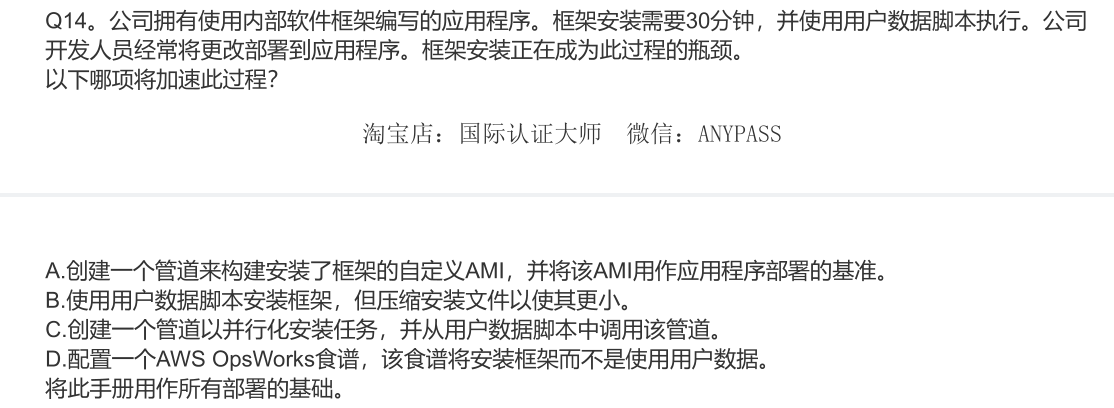 Q14。公司拥有使用内部软件框架编写的应用程序。框架安装需要30分钟，并使用用户数据脚本执行。公司
开发人员经常将更改部署到应用程序。框架安装正在成为此过程的瓶颈。
以下哪项将加速此过程？
淘宝店：国际认证大师　微信：ANYPASS
A.创建一个管道来构建安装了框架的自定义AMI，并将该AMI用作应用程序部署的基准。
B.使用用户数据脚本安装框架，但压缩安装文件以使其更小。
C.创建一个管道以并行化安装任务，并从用户数据脚本中调用该管道。
D.配置一个AWS OpsWorks食谱，该食谱将安装框架而不是使用用户数据。
将此手册用作所有部署的基础。